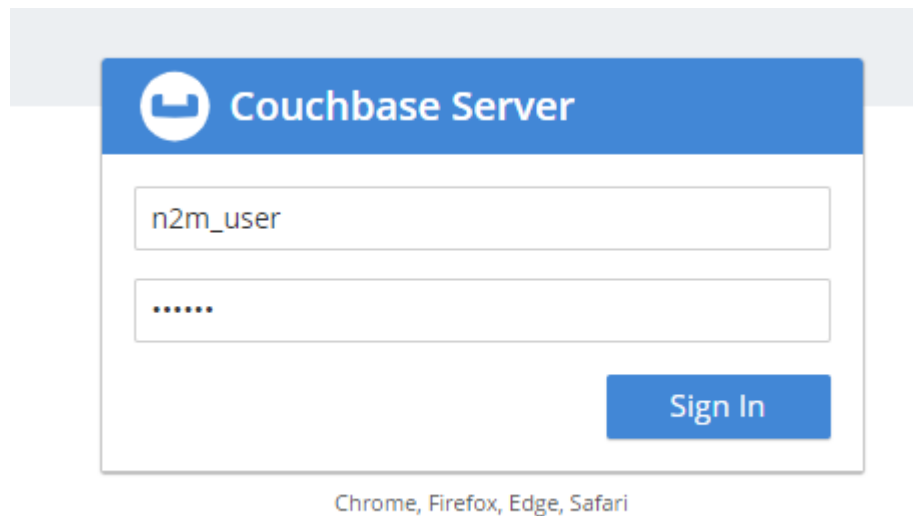 Couchbase Server
n2m_user
••••••
Sign In
Chrome, Firefox, Edge, Safari